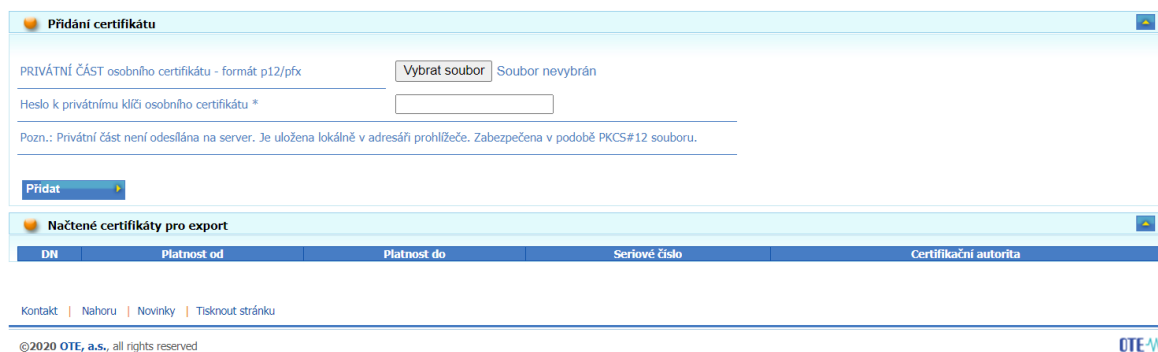 Přidání certifikátu
PRIVÁTNÍ ČÁST osobního certifikátu - formát p12/pfx Vybrat soubor Soubor nevybrán
Heslo k privátnímu klíči osobního certifikátu *
Pozn.: Privátní část není odesílána na server. Je uložena lokálně v adresáři prohlížeče. Zabezpečena v podobě PKCS#12 souboru.
Přidat
Načtené certifikáty pro export
DN Platnost od Platnost do Seriové číslo Certifikační autorita
Kontakt | Nahoru | Novinky | Tisknout stránku
©2020 OTE, a.s., all rights reserved OTE